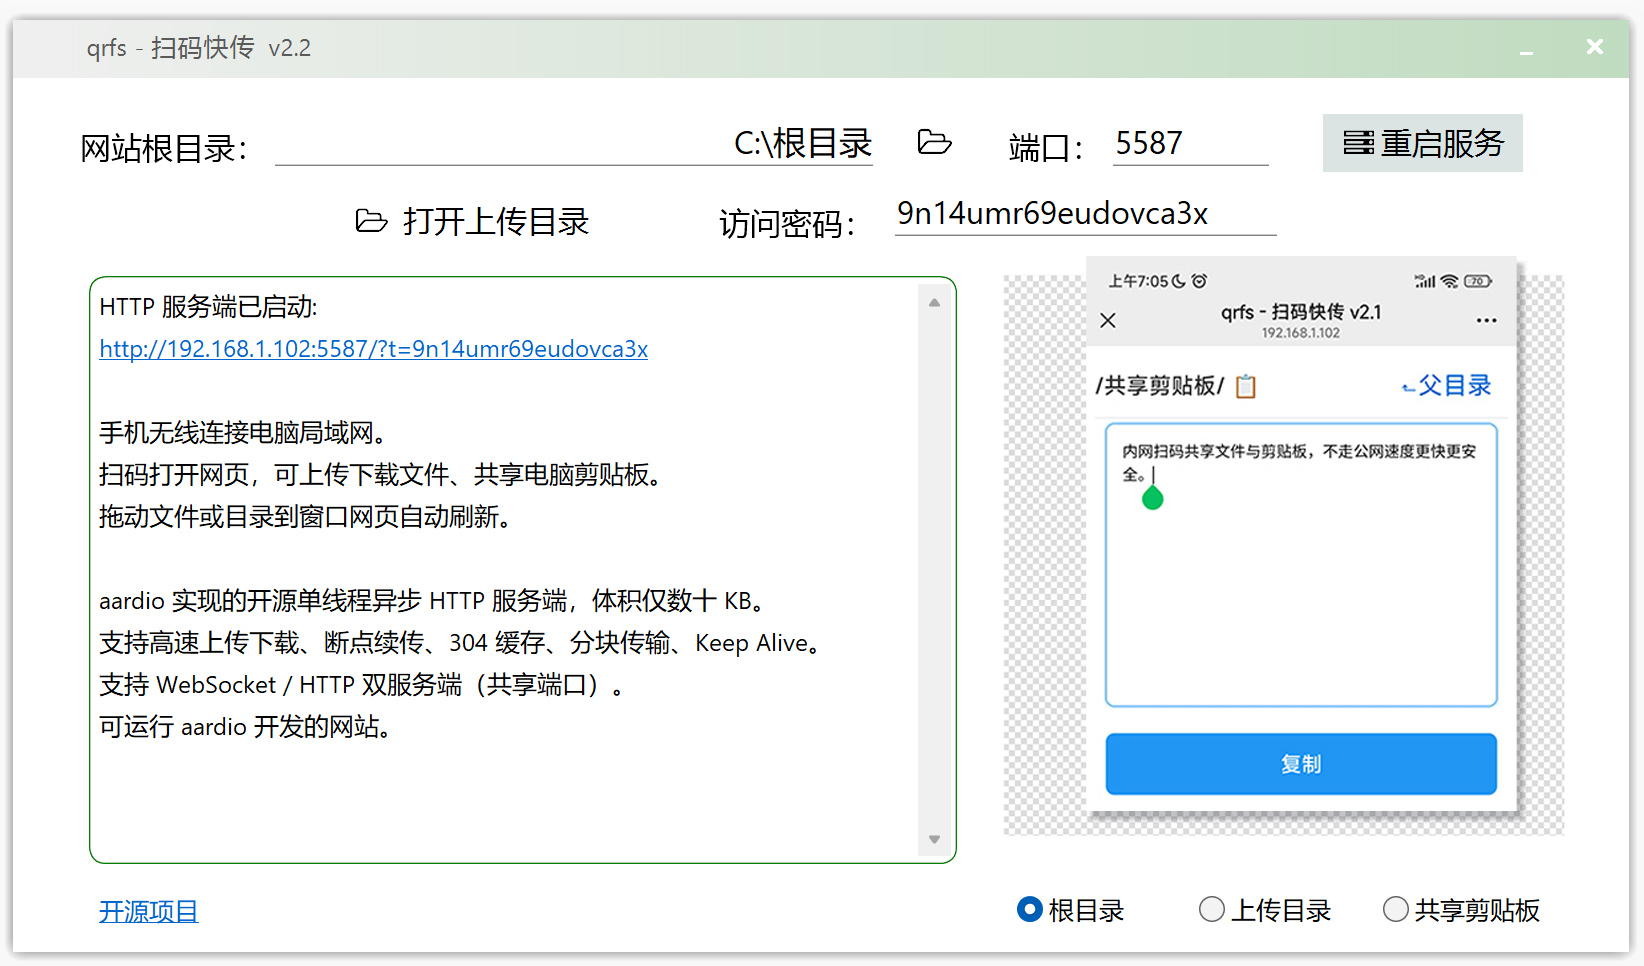 qrfs - 扫码快传 v2.2
网站根目录： C:\根目录 端口： 5587 重启服务
打开上传目录 访问密码： 9n14umr69eudovca3x
HTTP 服务端已启动:
http://192.168.1.102:5587/?t=9n14umr69eudovca3x
手机无线连接电脑局域网。
扫码打开网页，可上传下载文件、共享电脑剪贴板。
拖动文件或目录到窗口网页自动刷新。
aardio 实现的开源单线程异步 HTTP 服务端，体积仅数十 KB。
支持高速上传下载、断点续传、304 缓存、分块传输、Keep Alive。
支持 WebSocket / HTTP 双服务端（共享端口）。
可运行 aardio 开发的网站。
上午7:05 70
qrfs - 扫码快传 v2.1
192.168.1.102
/共享剪贴板/ 父目录
内网扫码共享文件与剪贴板，不走公网速度更快更安
全。
复制
开源项目 根目录 上传目录 共享剪贴板